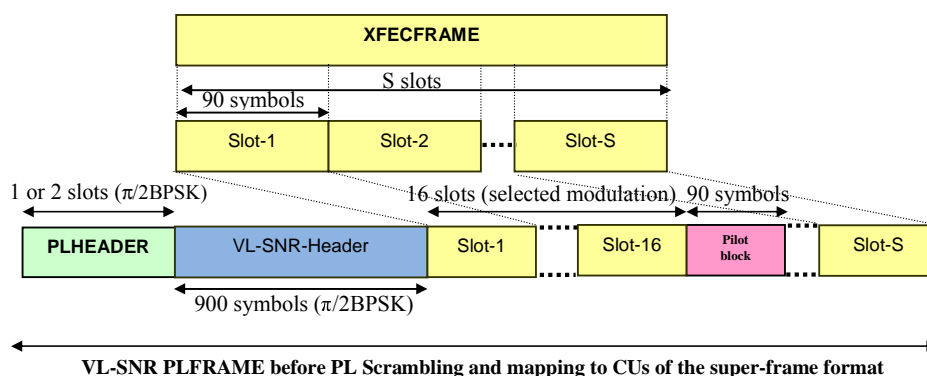 XFECFRAME
S slots
90 symbols
Slot-1 Slot-2 Slot-S
1 or 2 slots (π/2BPSK) 16 slots (selected modulation) 90 symbols
PLHEADER VL-SNR-Header Slot-1 Slot-16 Pilot block Slot-S
900 symbols (π/2BPSK)
VL-SNR PLFRAME before PL Scrambling and mapping to CUs of the super-frame format